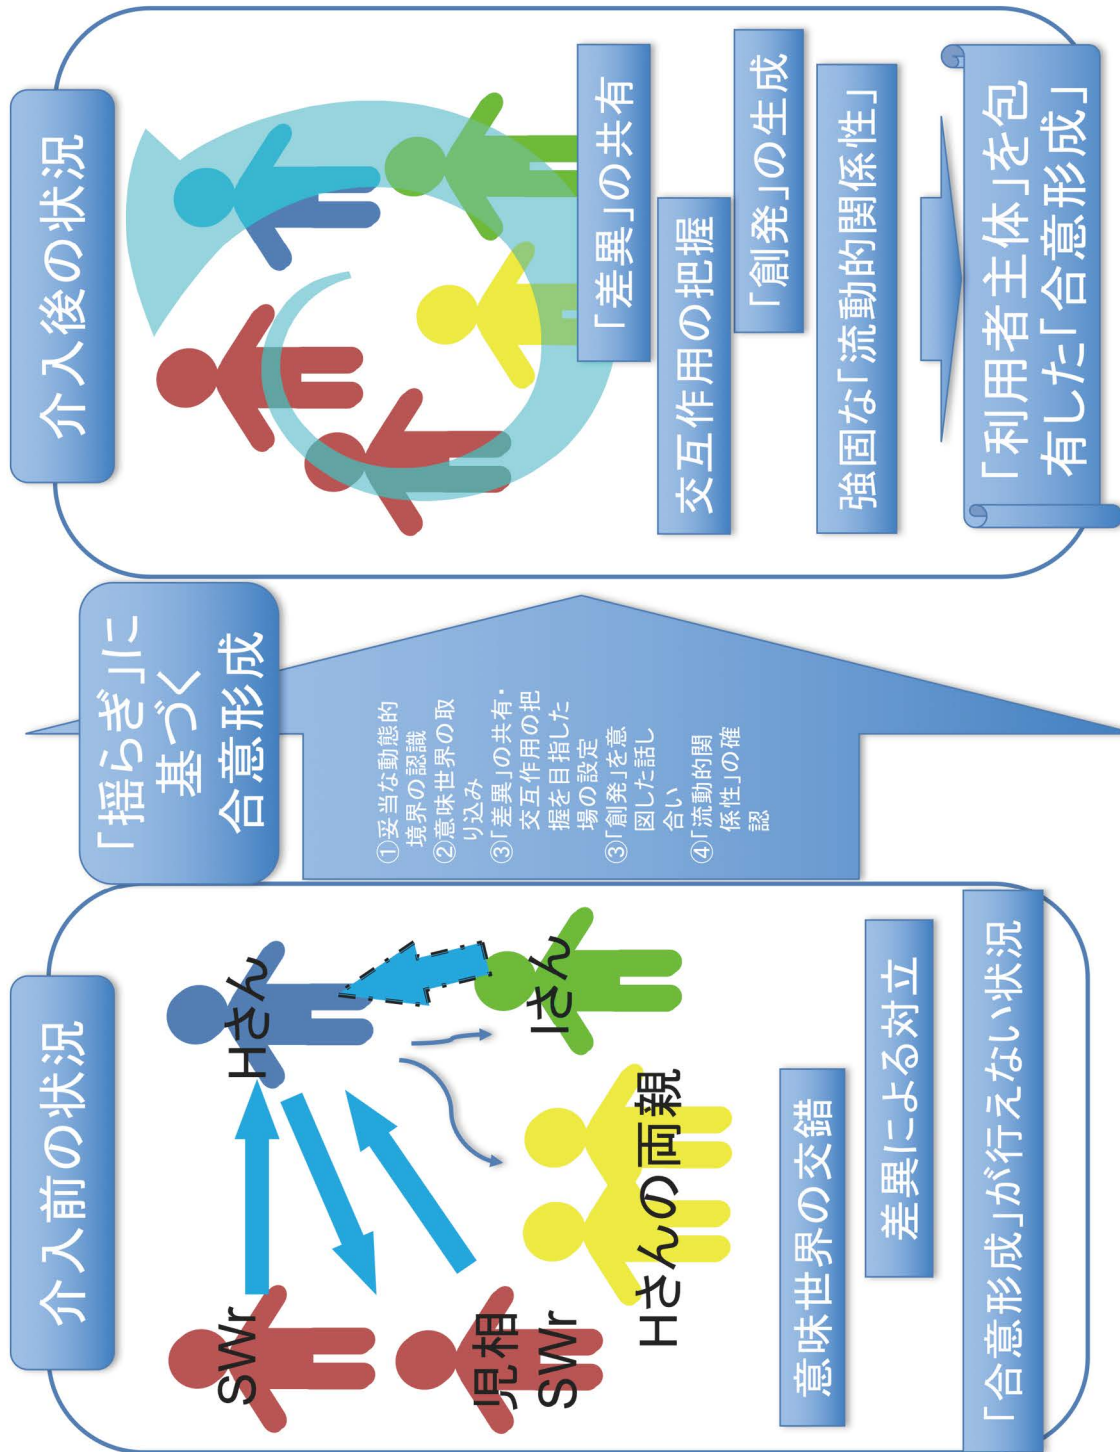 介入前の状況
SWr
Hさん
児相
SWr
Iさん
Hさんの両親
意味世界の交錯
差異による対立
「合意形成」が行えない状況
「揺らぎ」に
基づく
合意形成
①妥当な動態的
境界の認識
②意味世界の取
り込み
③「差異」の共有・
交互作用の把
握を目指した
場の設定
③「創発」を意
図した話し
合い
④「流動的関
係性」の確
認
介入後の状況
「差異」の共有
交互作用の把握
「創発」の生成
強固な「流動的関係性」
「利用者主体」を包
有した「合意形成」